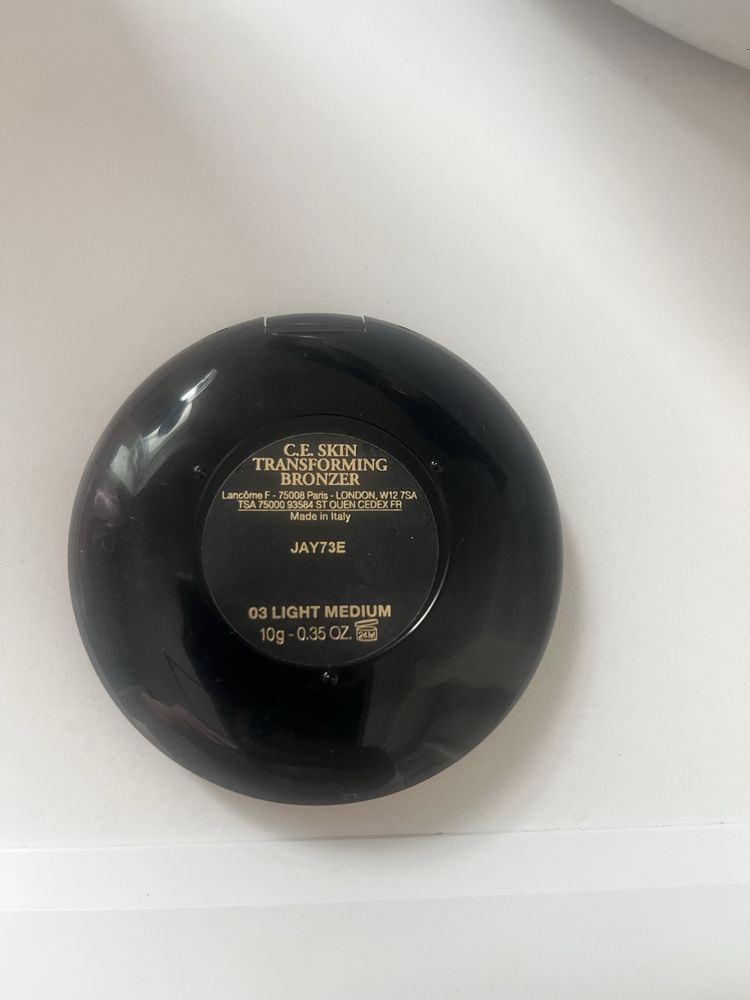 C.E. SKIN
TRANSFORMING
BRONZER
Lancôme F - 75008 Paris - LONDON, W12 7SA
TSA 75000 93584 ST OUEN CEDEX FR
Made in Italy
JAY73E
03 LIGHT MEDIUM
10g - 0.35 OZ. 24M